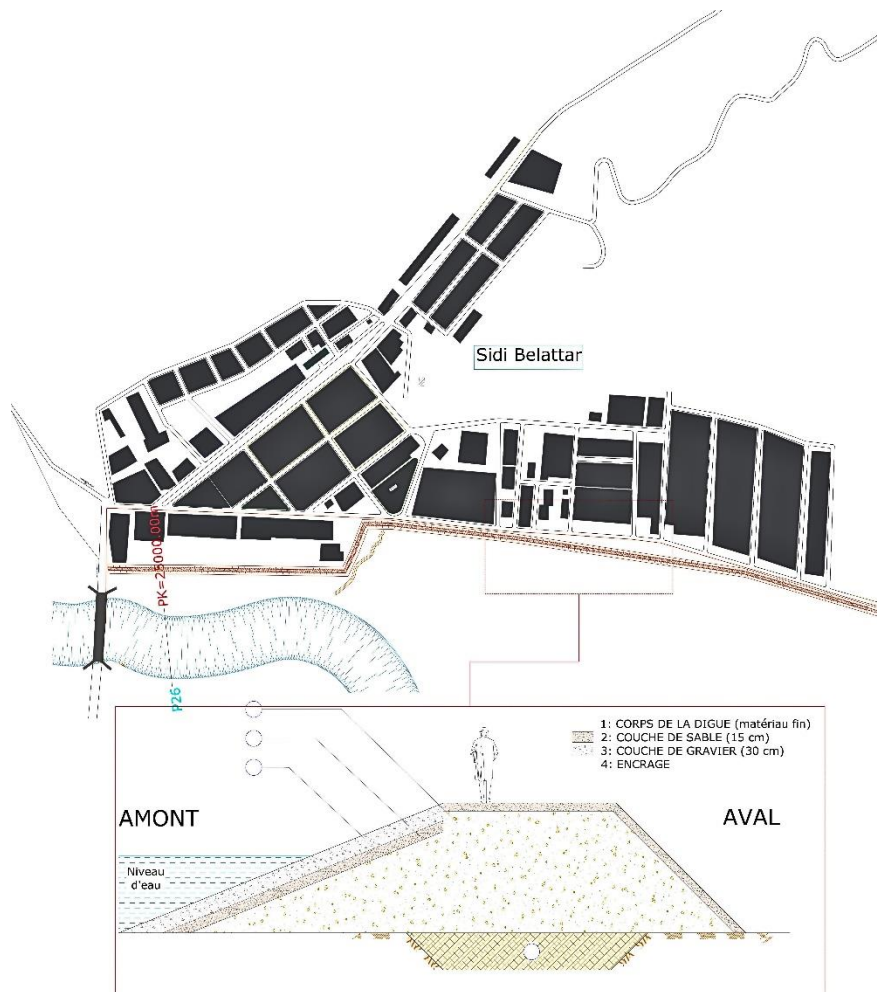 Sidi Belattar
PK=25000.00m
P26
1: CORPS DE LA DIGUE (matériau fin)
2: COUCHE DE SABLE (15 cm)
3: COUCHE DE GRAVIER (30 cm)
4: ENCRAGE
AMONT
AVAL
Niveau
d'eau